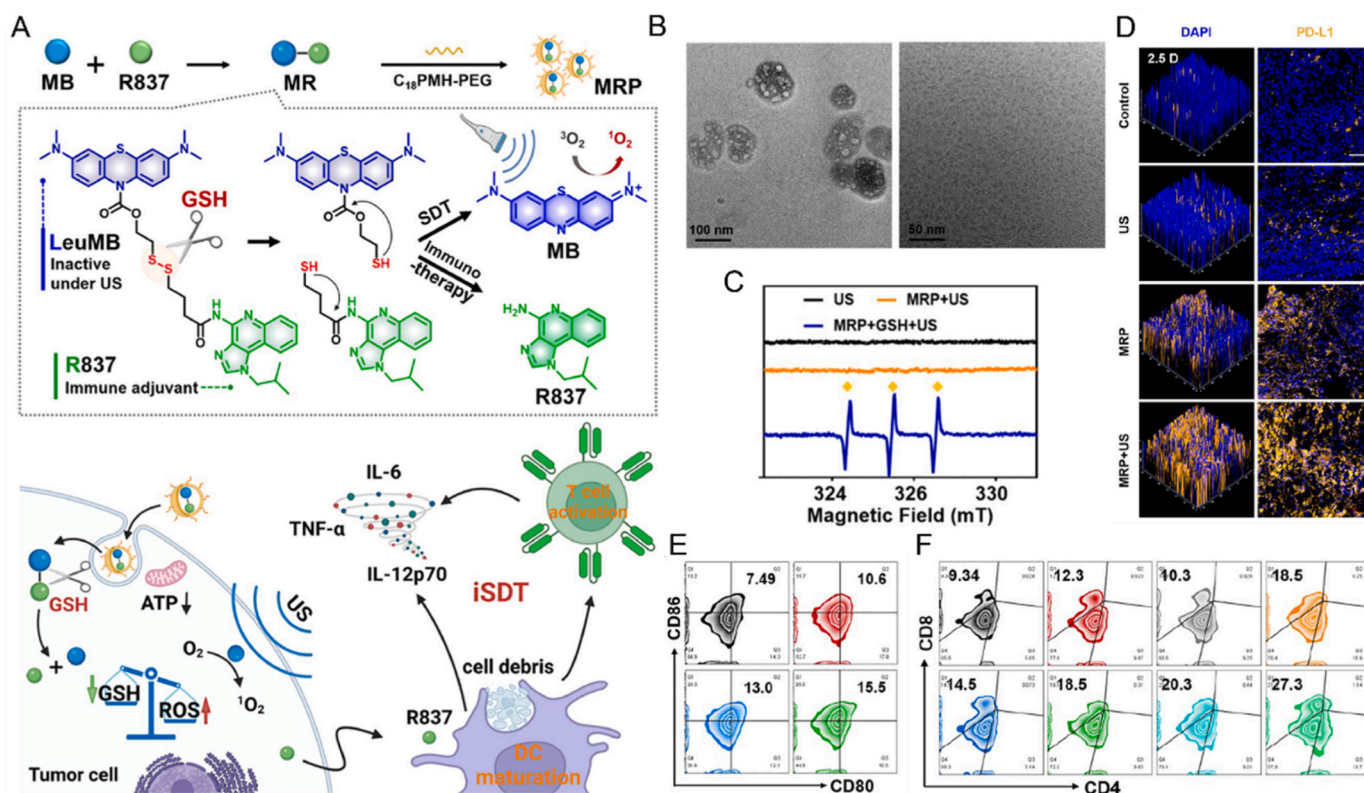 A
MB
+
R837
MR
C₁₈PMH-PEG
MRP
GSH
LeuMB
Inactive
under US
R837
Immune adjuvant
S
N
O
O
S-S
O
NH
N
N
N
S
N
O
O
SH
SH
O
H
N
N
N
N
SDT
Immuno
-therapy
³O₂
¹O₂
N
S
N
N+
MB
H₂N
N
N
N
R837
GSH
ATP
US
+
GSH
ROS
O₂
¹O₂
Tumor cell
R837
IL-6
TNF-α
IL-12p70
T cell
activation
iSDT
cell debris
DC
maturation
B
100 nm
50 nm
C
US
MRP+US
MRP+GSH+US
324
326
330
Magnetic Field (mT)
D
DAPI
PD-L1
2.5 D
Control
US
MRP
MRP+US
E
7.49
10.6
13.0
15.5
CD86
CD80
F
9.34
12.3
10.3
18.5
14.5
18.5
20.3
27.3
CD8
CD4